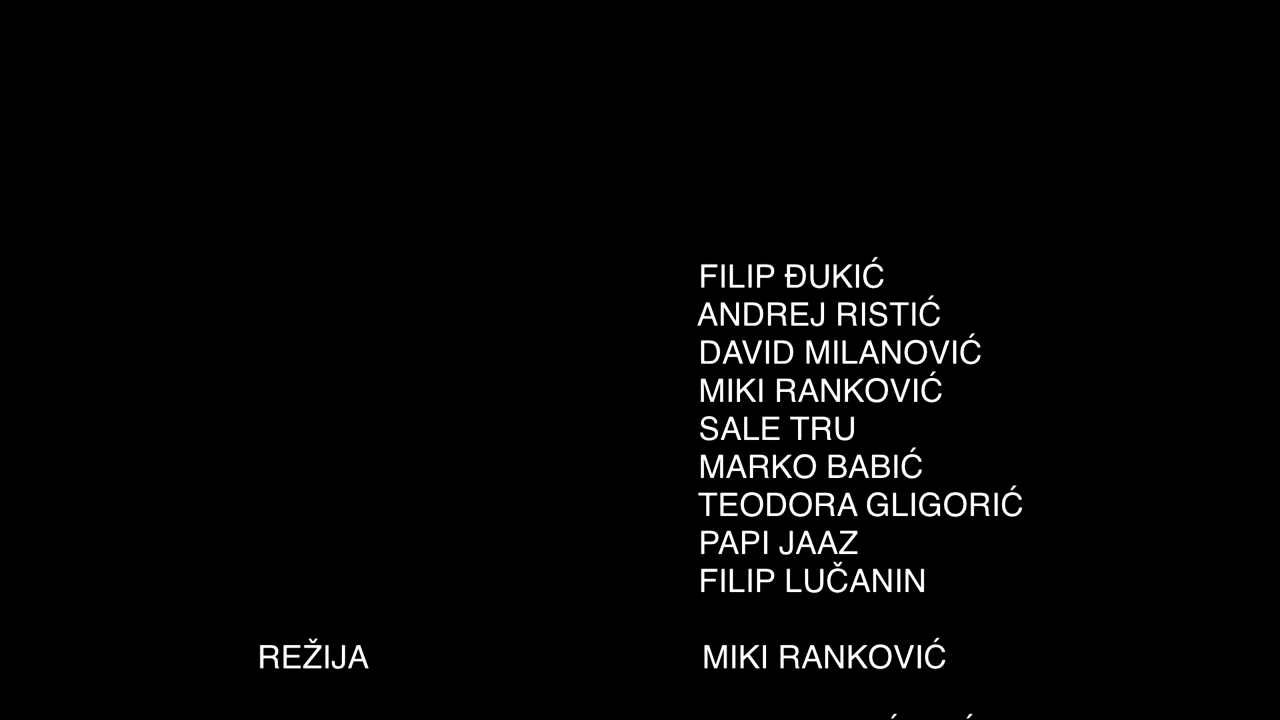 FILIP ĐUKIĆ
ANDREJ RISTIĆ
DAVID MILANOVIĆ
MIKI RANKOVIĆ
SALE TRU
MARKO BABIĆ
TEODORA GLIGORIĆ
PAPI JAAZ
FILIP LUČANIN
REŽIJA MIKI RANKOVIĆ